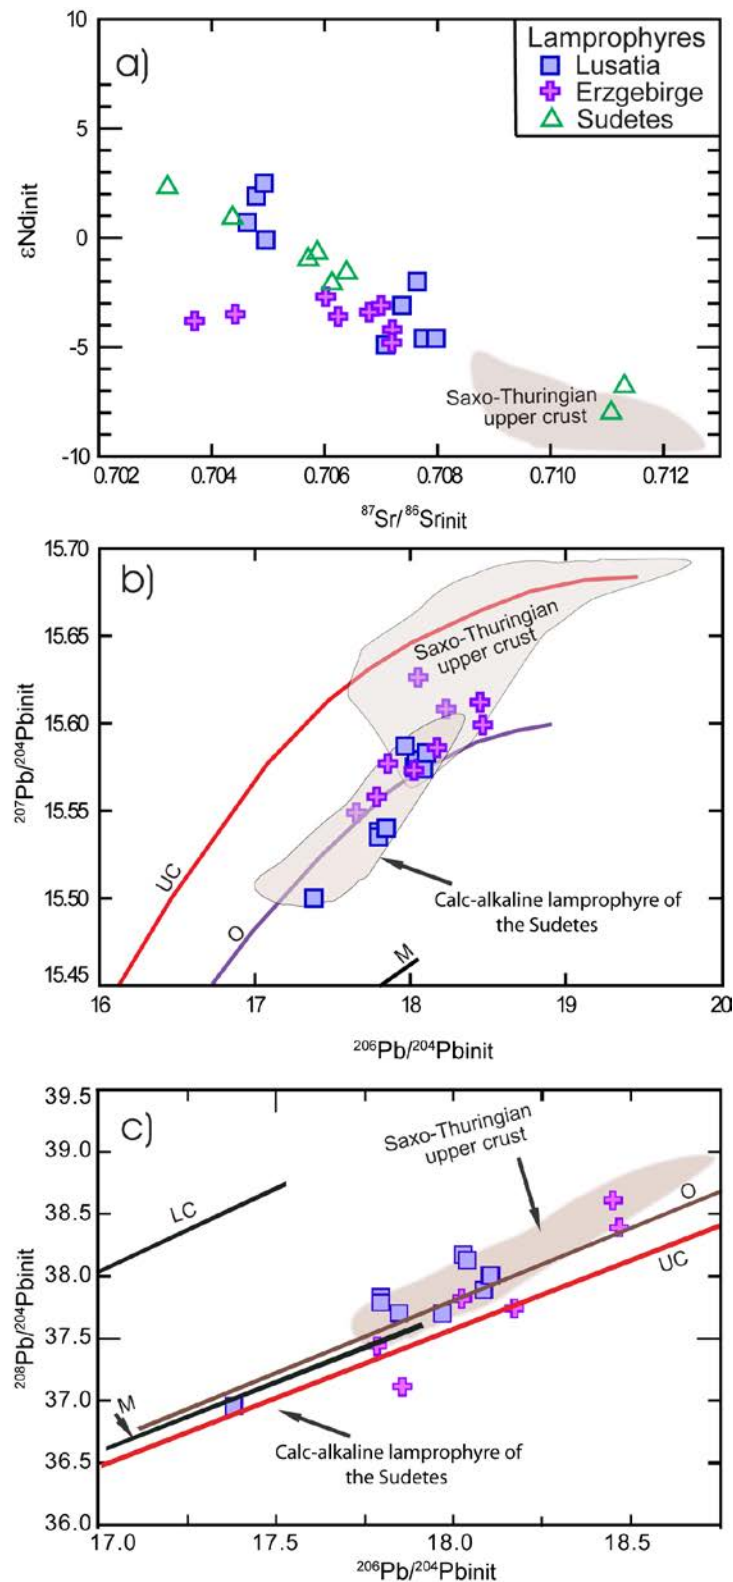 a)
Lamprophyres
Lusatia
Erzgebirge
Sudetes
10
5
0
-5
-10
εNdinit
Saxo-Thuringian
upper crust
0.702
0.704
0.706
0.708
0.710
0.712
⁸⁷Sr/⁸⁶Srinit
b)
15.70
15.65
15.60
15.55
15.50
15.45
²⁰⁷Pb/²⁰⁴Pbinit
Saxo-Thuringian
upper crust
UC
O
M
Calc-alkaline lamprophyre of
the Sudetes
16
17
18
19
20
²⁰⁶Pb/²⁰⁴Pbinit
c)
39.5
39.0
38.5
38.0
37.5
37.0
36.5
36.0
²⁰⁸Pb/²⁰⁴Pbinit
Saxo-Thuringian
upper crust
LC
O
UC
M
Calc-alkaline lamprophyre of
the Sudetes
17.0
17.5
18.0
18.5
²⁰⁶Pb/²⁰⁴Pbinit